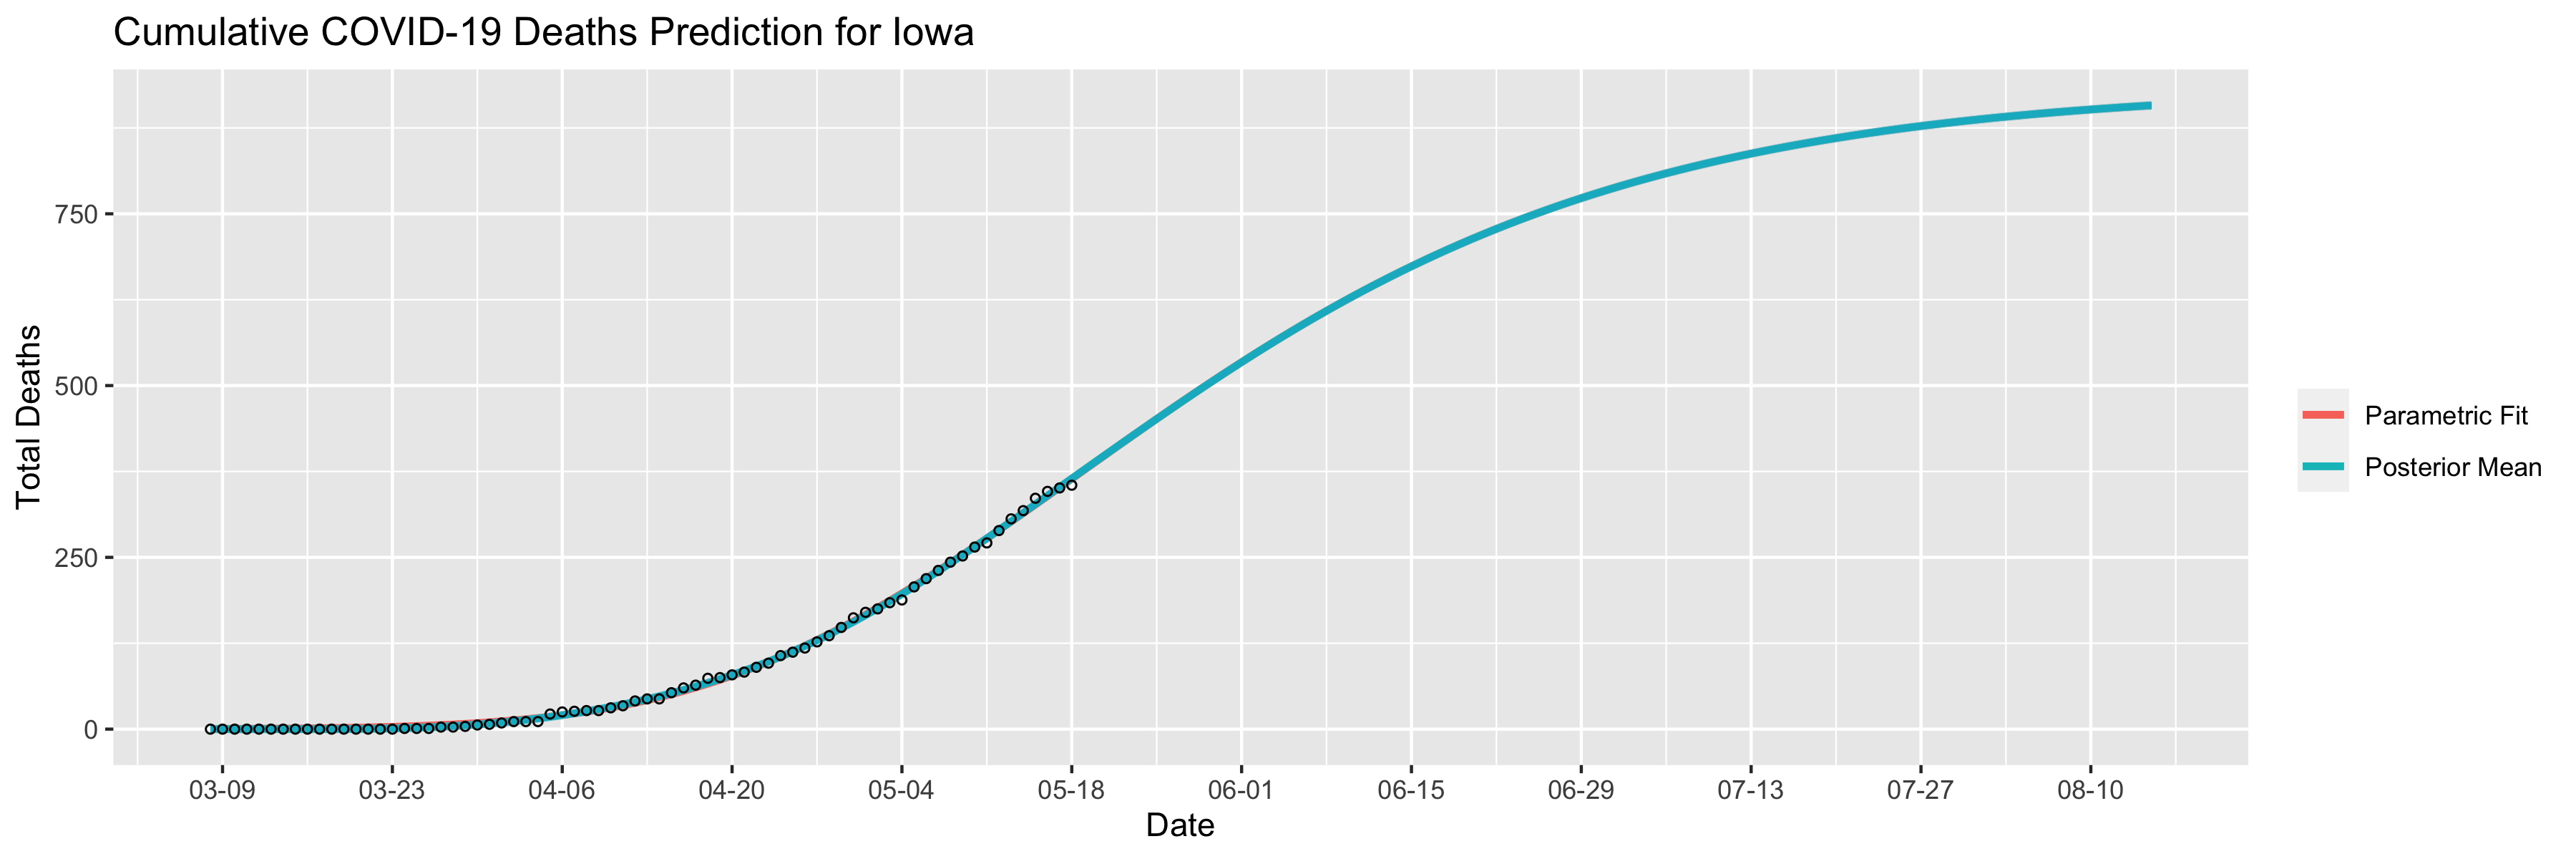 Cumulative COVID-19 Deaths Prediction for Iowa
Total Deaths
750
500
250
0
Parametric Fit
Posterior Mean
03-09 03-23 04-06 04-20 05-04 05-18 06-01 06-15 06-29 07-13 07-27 08-10
Date